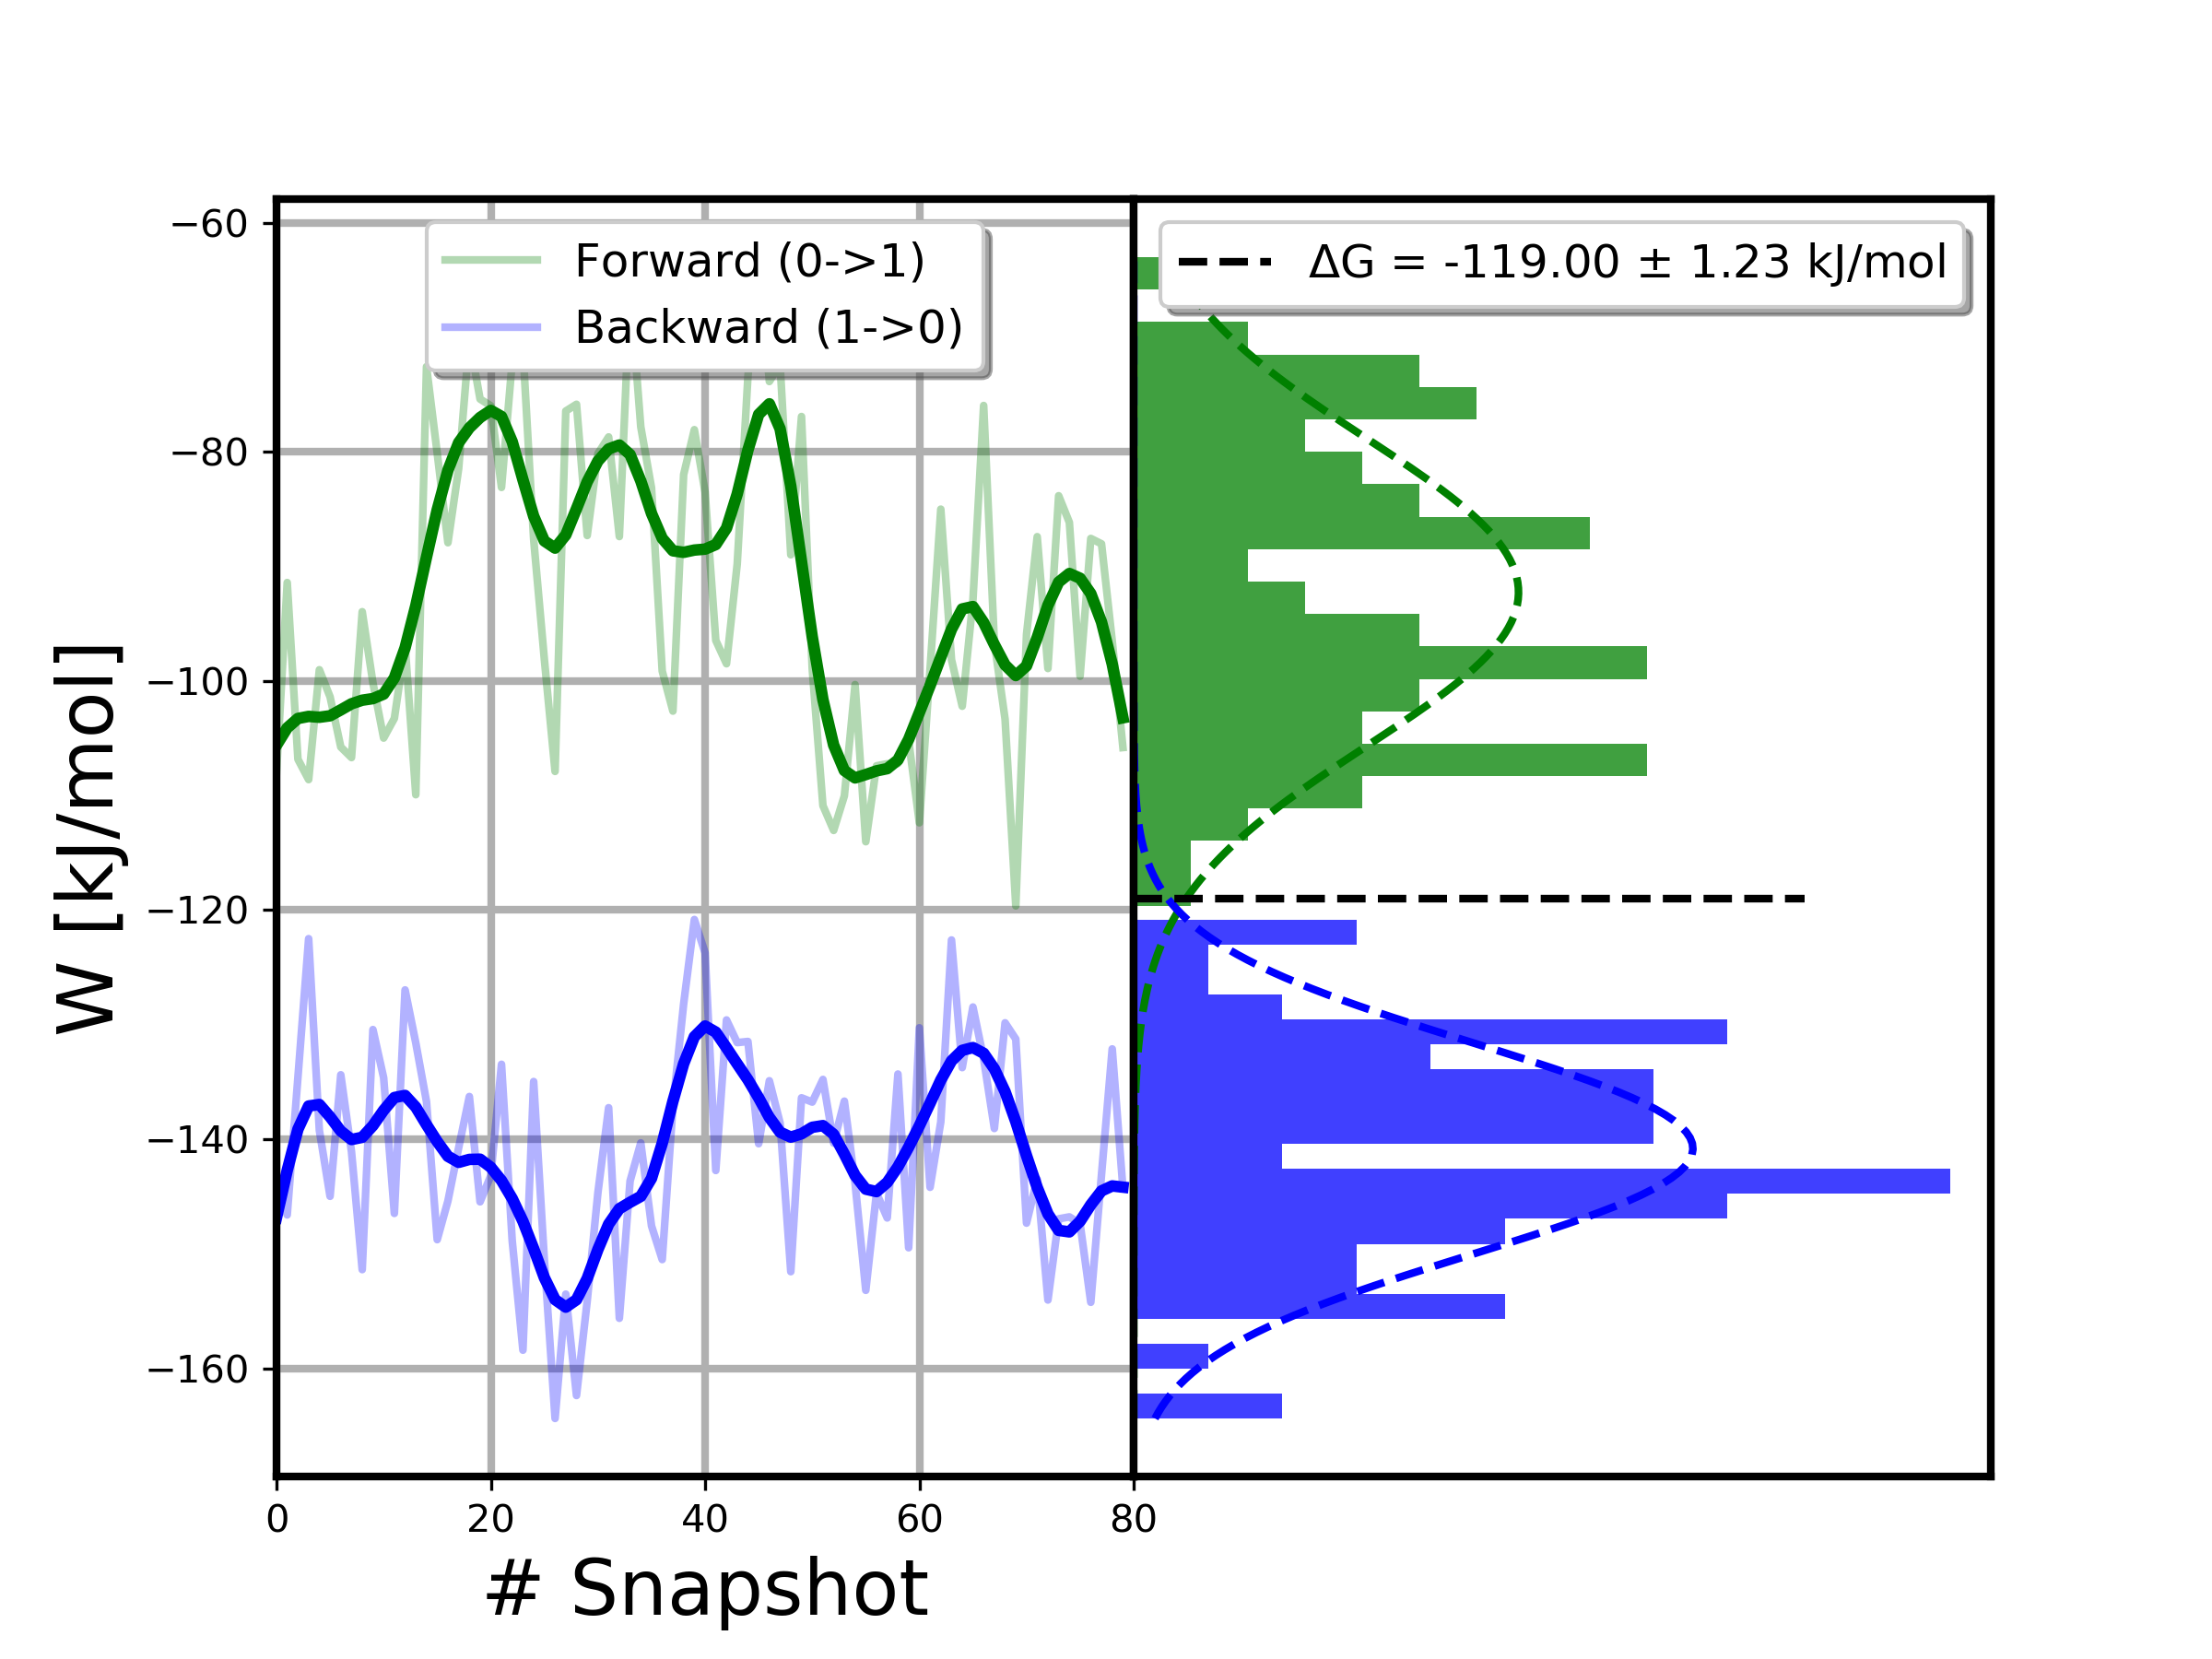 Forward (0->1)
Backward (1->0)
ΔG = -119.00 ± 1.23 kJ/mol
W [kJ/mol]
−60
−80
−100
−120
−140
−160
0 20 40 60 80
# Snapshot